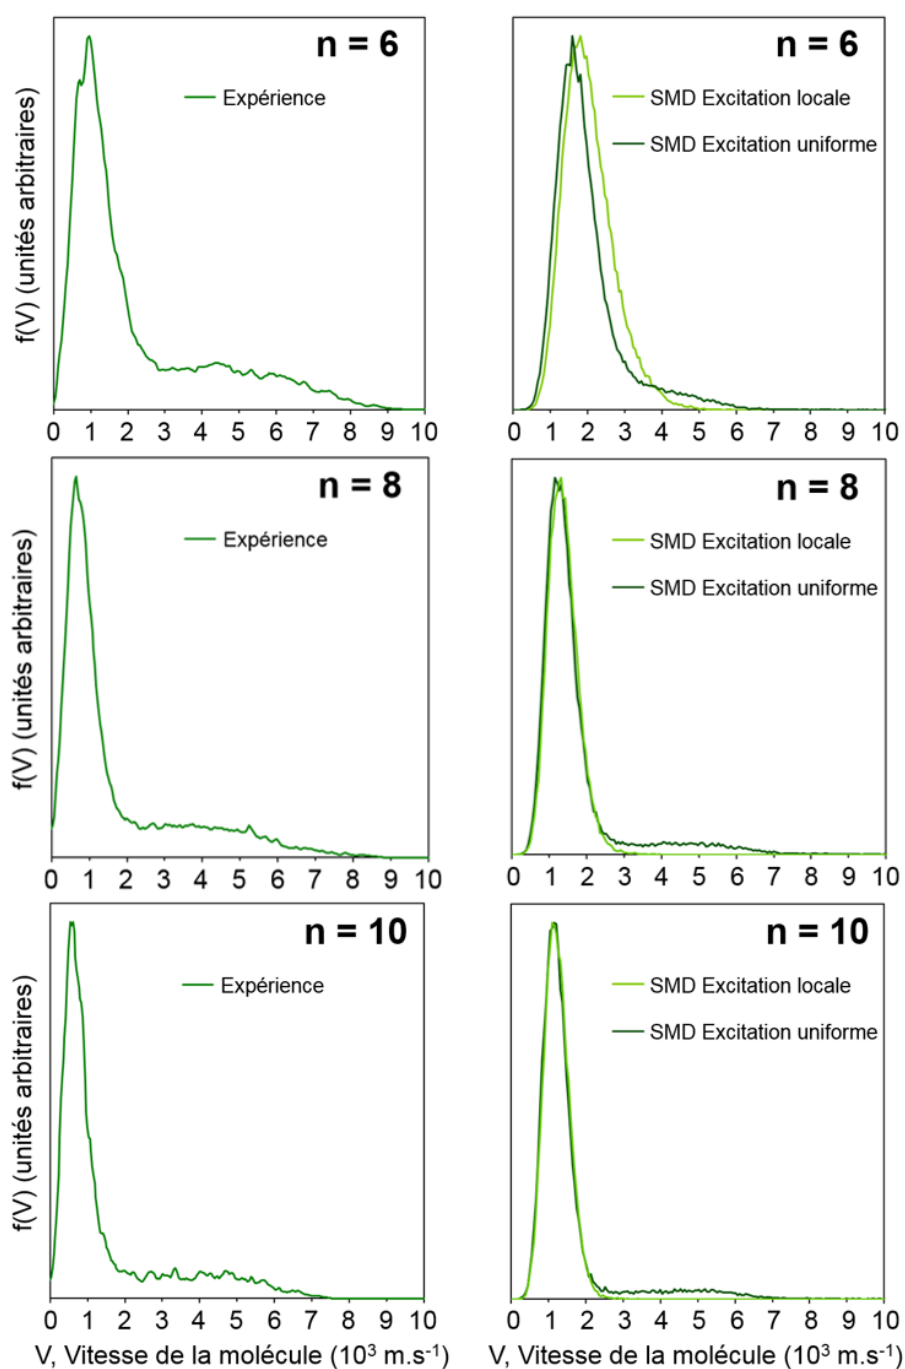 n = 6
Expérience
f(V) (unités arbitraires)
0 1 2 3 4 5 6 7 8 9 10
n = 6
SMD Excitation locale
SMD Excitation uniforme
0 1 2 3 4 5 6 7 8 9 10
n = 8
Expérience
f(V) (unités arbitraires)
0 1 2 3 4 5 6 7 8 9 10
n = 8
SMD Excitation locale
SMD Excitation uniforme
0 1 2 3 4 5 6 7 8 9 10
n = 10
Expérience
f(V) (unités arbitraires)
0 1 2 3 4 5 6 7 8 9 10
V, Vitesse de la molécule (10³ m.s⁻¹)
n = 10
SMD Excitation locale
SMD Excitation uniforme
0 1 2 3 4 5 6 7 8 9 10
V, Vitesse de la molécule (10³ m.s⁻¹)